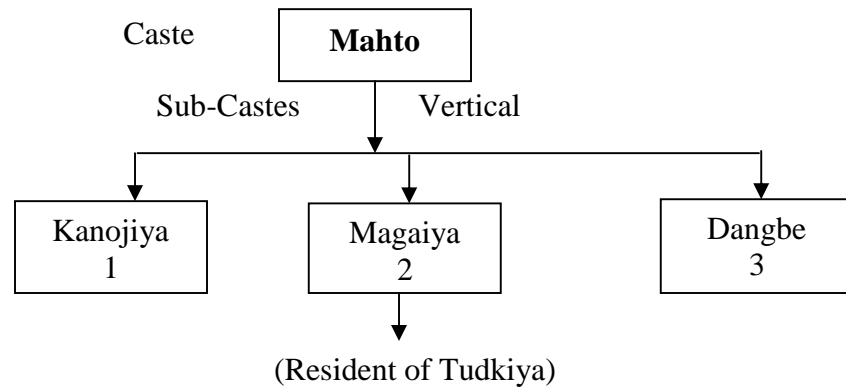 Caste
Mahto
Sub-Castes Vertical
Kanojiya
1
Magaiya
2
Dangbe
3
(Resident of Tudkiya)